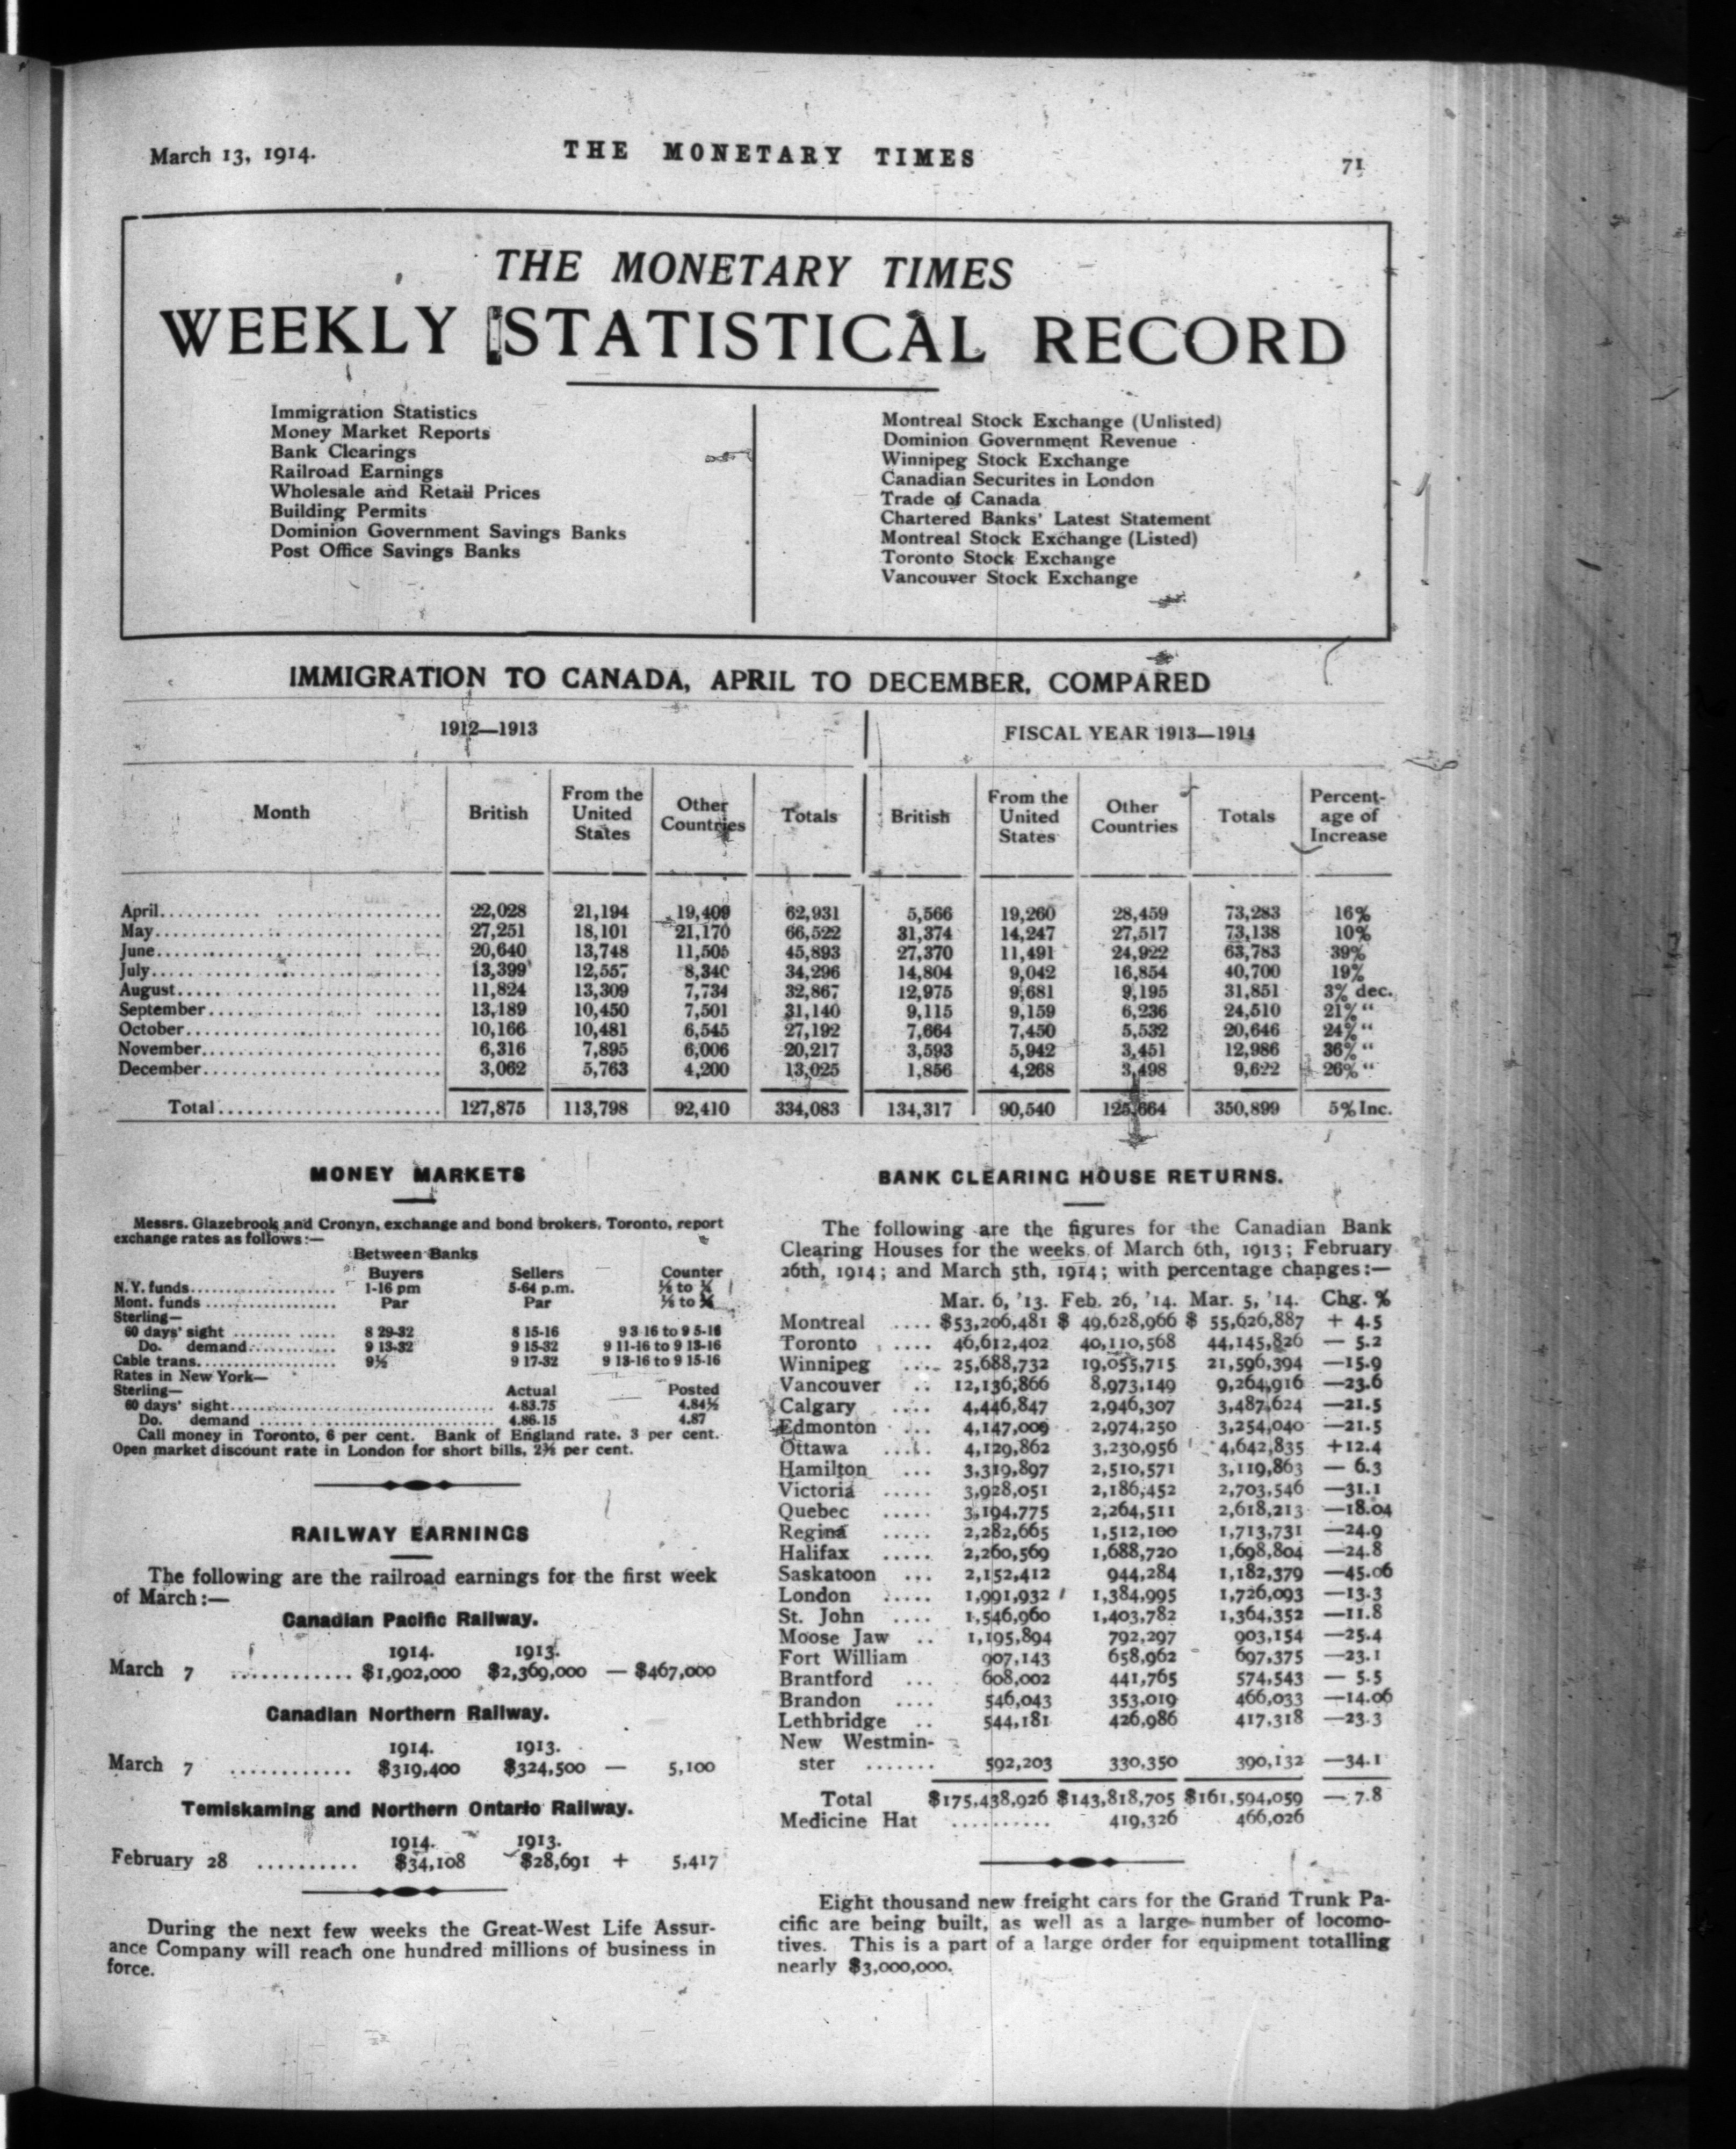 March 13, 1914.
THE MONETARY TIMES
71
THE MONETARY TIMES
WEEKLY STATISTICAL RECORD
Immigration Statistics
Money Market Reports
Bank Clearings
Railroad Earnings
Wholesale and Retail Prices
Building Permits
Dominion Government Savings Banks
Post Office Savings Banks
Montreal Stock Exchange (Unlisted)
Dominion Government Revenue
Winnipeg Stock Exchange
Canadian Securites in London
Trade of Canada
Chartered Banks' Latest Statement
Montreal Stock Exchange (Listed)
Toronto Stock Exchange
Vancouver Stock Exchange
IMMIGRATION TO CANADA, APRIL TO DECEMBER, COMPARED
1912—1913 FISCAL YEAR 1913—1914
Month British From the United States Other Countries Totals British From the United States Other Countries Totals Percentage of Increase
April 22,028 21,194 19,409 62,931 5,566 19,260 28,459 73,283 16%
May 27,251 18,101 21,170 66,522 31,374 14,247 27,517 73,138 10%
June 20,640 13,748 11,505 45,893 27,370 11,491 24,922 63,783 39%
July 13,399 12,557 8,340 34,296 14,804 9,042 16,854 40,700 19%
August 11,824 13,309 7,734 32,867 12,975 9,681 9,195 31,851 3% dec.
September 13,189 10,450 7,501 31,140 9,115 9,159 6,236 24,510 21% "
October 10,166 10,481 6,545 27,192 7,664 7,450 5,532 20,646 24% "
November 6,316 7,895 6,006 20,217 3,593 5,942 3,451 12,986 36% "
December 3,062 5,763 4,200 13,025 1,856 4,268 3,498 9,622 26% "
Total 127,875 113,798 92,410 334,083 134,317 90,540 125,664 350,899 5% Inc.
MONEY MARKETS
Messrs. Glazebrook and Cronyn, exchange and bond brokers, Toronto, report
exchange rates as follows:—
Between Banks
Buyers Sellers Counter
N.Y. funds 1-16 pm 5-64 p.m. ⅛ to ¼
Mont. funds Par Par ⅛ to ¼
Sterling—
60 days' sight 8 29-32 8 15-16 9 3 16 to 9 5-16
Do. demand 9 13-32 9 15-32 9 11-16 to 9 13-16
Cable trans. 9½ 9 17-32 9 13-16 to 9 15-16
Rates in New York—
Sterling— Actual Posted
60 days' sight 4.83.75 4.84½
Do. demand 4.86.15 4.87
Call money in Toronto, 6 per cent. Bank of England rate, 3 per cent.
Open market discount rate in London for short bills, 2⅜ per cent.
RAILWAY EARNINGS
The following are the railroad earnings for the first week
of March:—
Canadian Pacific Railway.
1914. 1913.
March 7 ............ $1,902,000 $2,369,000 — $467,000
Canadian Northern Railway.
1914. 1913.
March 7 ............ $319,400 $324,500 — 5,100
Temiskaming and Northern Ontario Railway.
1914. 1913.
February 28 .......... $34,108 $28,691 + 5,417
During the next few weeks the Great-West Life Assur-
ance Company will reach one hundred millions of business in
force.
BANK CLEARING HOUSE RETURNS.
The following are the figures for the Canadian Bank
Clearing Houses for the weeks of March 6th, 1913; February
26th, 1914; and March 5th, 1914; with percentage changes:—
Mar. 6, '13. Feb. 26, '14. Mar. 5, '14. Chg. %
Montreal .... $53,206,481 $ 49,628,966 $ 55,626,887 + 4.5
Toronto .... 46,612,402 40,110,568 44,145,826 — 5.2
Winnipeg .... 25,688,732 19,055,715 21,596,394 —15.9
Vancouver .. 12,136,866 8,973,149 9,264,916 —23.6
Calgary .... 4,446,847 2,946,307 3,487,624 —21.5
Edmonton .... 4,147,009 2,974,250 3,254,040 —21.5
Ottawa ..... 4,129,862 3,230,956 4,642,835 +12.4
Hamilton ... 3,319,897 2,510,571 3,119,863 — 6.3
Victoria ..... 3,928,051 2,186,452 2,703,546 —31.1
Quebec ..... 3,194,775 2,264,511 2,618,213 —18.04
Regina ..... 2,282,665 1,512,100 1,713,731 —24.9
Halifax ..... 2,260,569 1,688,720 1,698,804 —24.8
Saskatoon ... 2,152,412 944,284 1,182,379 —45.06
London ..... 1,991,932 1,384,995 1,726,093 —13.3
St. John .... 1,546,960 1,403,782 1,364,352 —11.8
Moose Jaw .. 1,195,894 792,297 903,154 —25.4
Fort William 907,143 658,962 697,375 —23.1
Brantford ... 608,002 441,765 574,543 — 5.5
Brandon .... 546,043 353,019 466,033 —14.06
Lethbridge .. 544,181 426,986 417,318 —23.3
New Westmin-
ster ....... 592,203 330,350 390,132 —34.1
Total $175,438,926 $143,818,705 $161,594,059 — 7.8
Medicine Hat .......... 419,326 466,026
Eight thousand new freight cars for the Grand Trunk Pa-
cific are being built, as well as a large number of locomo-
tives. This is a part of a large order for equipment totalling
nearly $3,000,000.